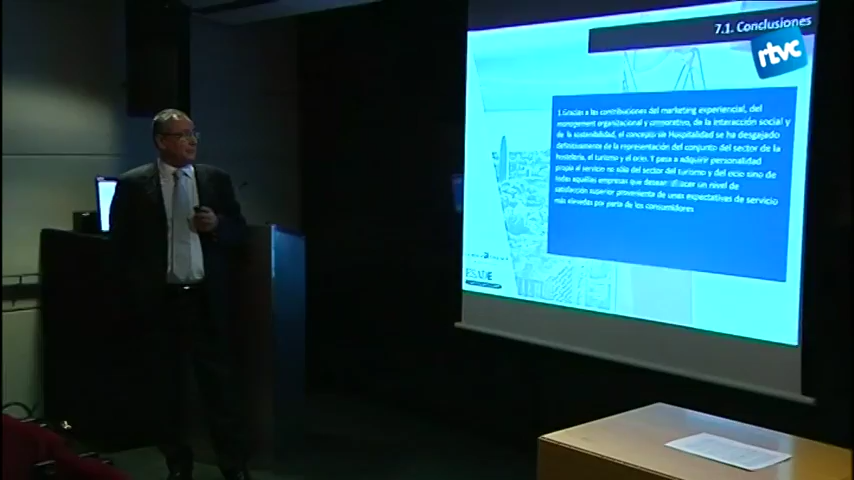 7.1. Conclusiones
rtvc
1.Gracias a las contribuciones del marketing experiencial, del
management organizacional y corporativo, de la interacción social y
de la sostenibilidad, el concepto de Hospitalidad se ha desgajado
definitivamente de la representación del conjunto del sector de la
hostelería, el turismo y el ocio. Y pasa a adquirir personalidad
propia al servicio no sólo del sector del turismo y del ocio sino de
todas aquellas empresas que desean alcanzar un nivel de
satisfacción superior proveniente de unas expectativas de servicio
más elevadas por parte de los consumidores
ESADE